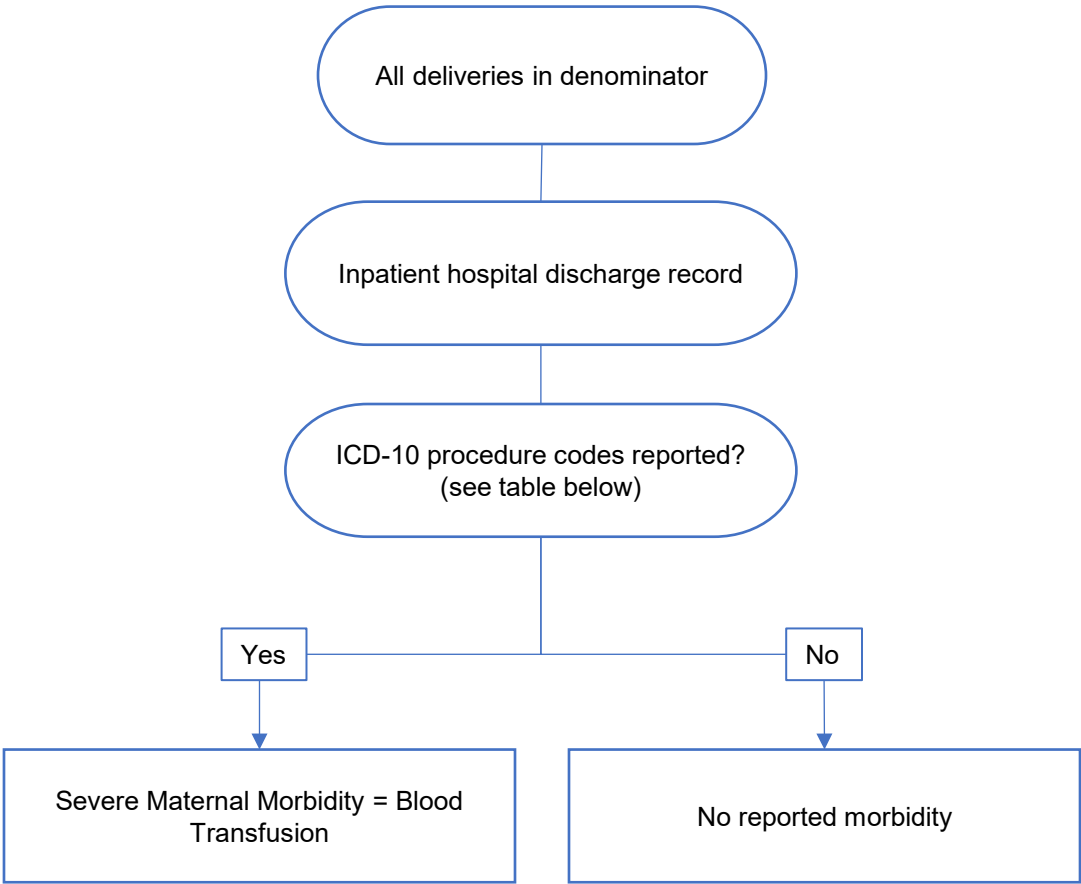 All deliveries in denominator
Inpatient hospital discharge record
ICD-10 procedure codes reported?
(see table below)
Yes
No
Severe Maternal Morbidity = Blood
Transfusion
No reported morbidity